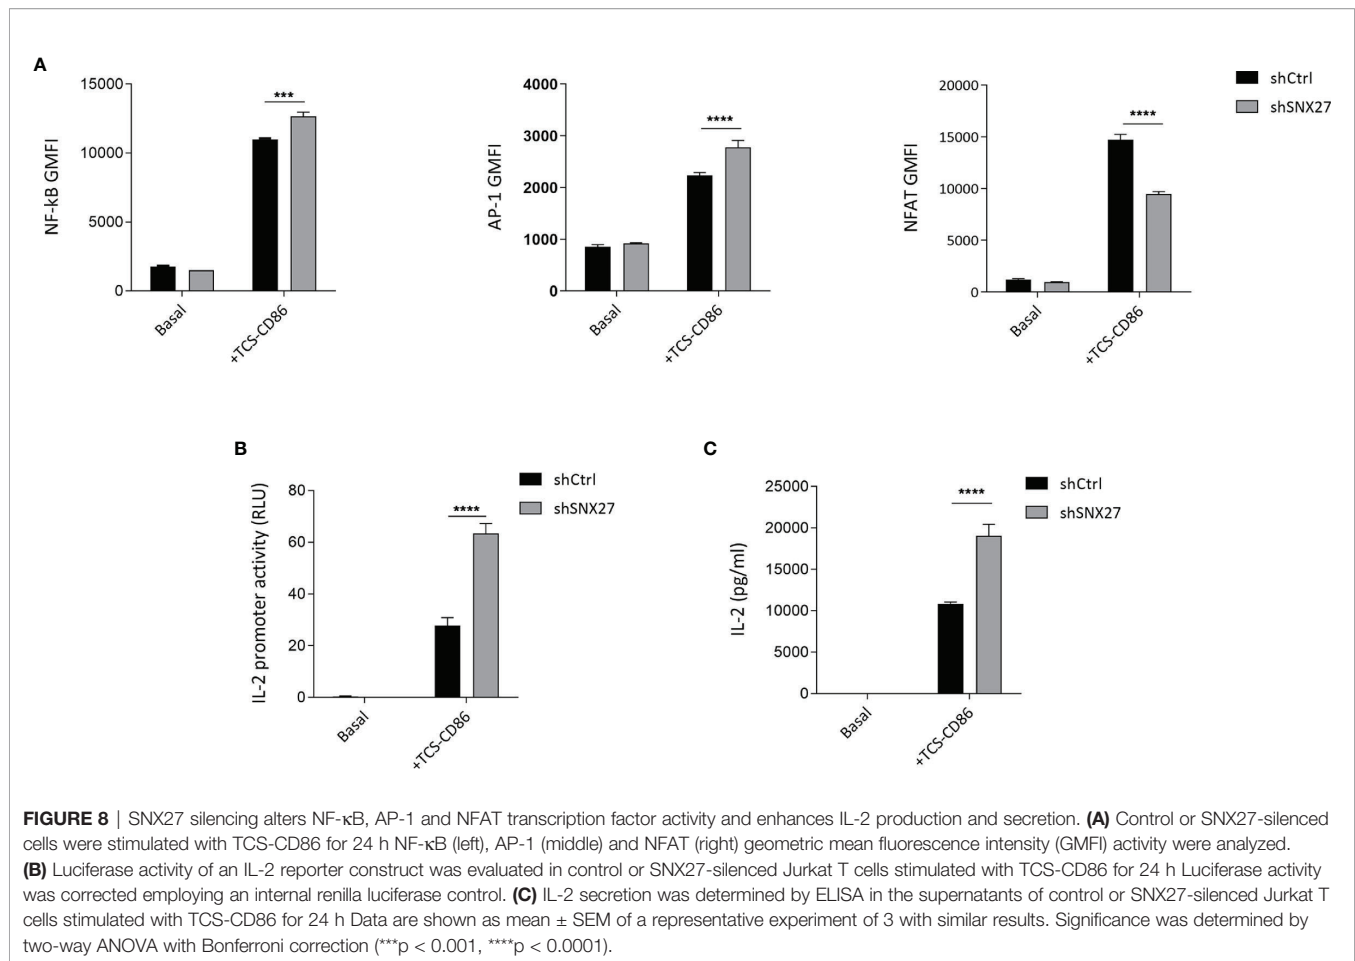 A
15000
10000
5000
0
NF-kB GMFI
***
Basal
+TCS-CD86
4000
3000
2000
1000
0
AP-1 GMFI
****
Basal
+TCS-CD86
20000
15000
10000
5000
0
NFAT GMFI
****
Basal
+TCS-CD86
shCtrl
shSNX27
B
80
60
40
20
0
IL-2 promoter activity (RLU)
****
Basal
+TCS-CD86
shCtrl
shSNX27
C
25000
20000
15000
10000
5000
0
IL-2 (pg/ml)
****
Basal
+TCS-CD86
shCtrl
shSNX27
FIGURE 8 | SNX27 silencing alters NF-κB, AP-1 and NFAT transcription factor activity and enhances IL-2 production and secretion. (A) Control or SNX27-silenced
cells were stimulated with TCS-CD86 for 24 h NF-κB (left), AP-1 (middle) and NFAT (right) geometric mean fluorescence intensity (GMFI) activity were analyzed.
(B) Luciferase activity of an IL-2 reporter construct was evaluated in control or SNX27-silenced Jurkat T cells stimulated with TCS-CD86 for 24 h Luciferase activity
was corrected employing an internal renilla luciferase control. (C) IL-2 secretion was determined by ELISA in the supernatants of control or SNX27-silenced Jurkat T
cells stimulated with TCS-CD86 for 24 h Data are shown as mean ± SEM of a representative experiment of 3 with similar results. Significance was determined by
two-way ANOVA with Bonferroni correction (***p < 0.001, ****p < 0.0001).